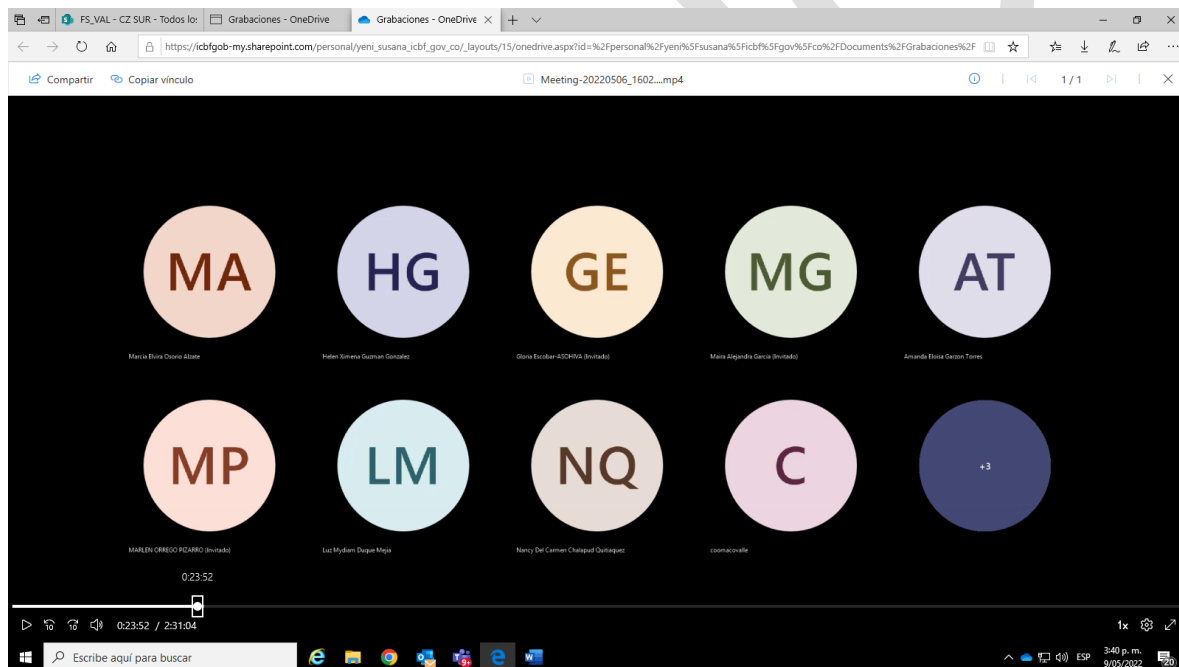 FS_VAL - CZ SUR - Todos lo:
Grabaciones - OneDrive
Grabaciones - OneDrive
https://icbfgob-my.sharepoint.com/personal/yeni_susana_icbf_gov_co/_layouts/15/onedrive.aspx?id=%2Fpersonal%2Fyeni%5Fsusana%5Ficbf%5Fgov%5Fco%2FDocuments%2FGrabaciones%2F
Compartir
Copiar vínculo
Meeting-20220506_1602....mp4
1 / 1
MA
HG
GE
MG
AT
Marcia Elvira Osorio Alzate
Helen Ximena Guzman Gonzalez
Gloria Escobar-ASOHIVA (Invitado)
Maira Alejandra García (Invitado)
Amanda Eloisa Garzon Torres
MP
LM
NQ
C
+3
MARLEN ORREGO PIZARRO (Invitado)
Luz Mydiam Duque Mejia
Nancy Del Carmen Chalapud Quitiaquez
coomacovalle
0:23:52
10
10
0:23:52 / 2:31:04
1x
Escribe aquí para buscar
9+
ESP
3:40 p. m.
9/05/2022
20